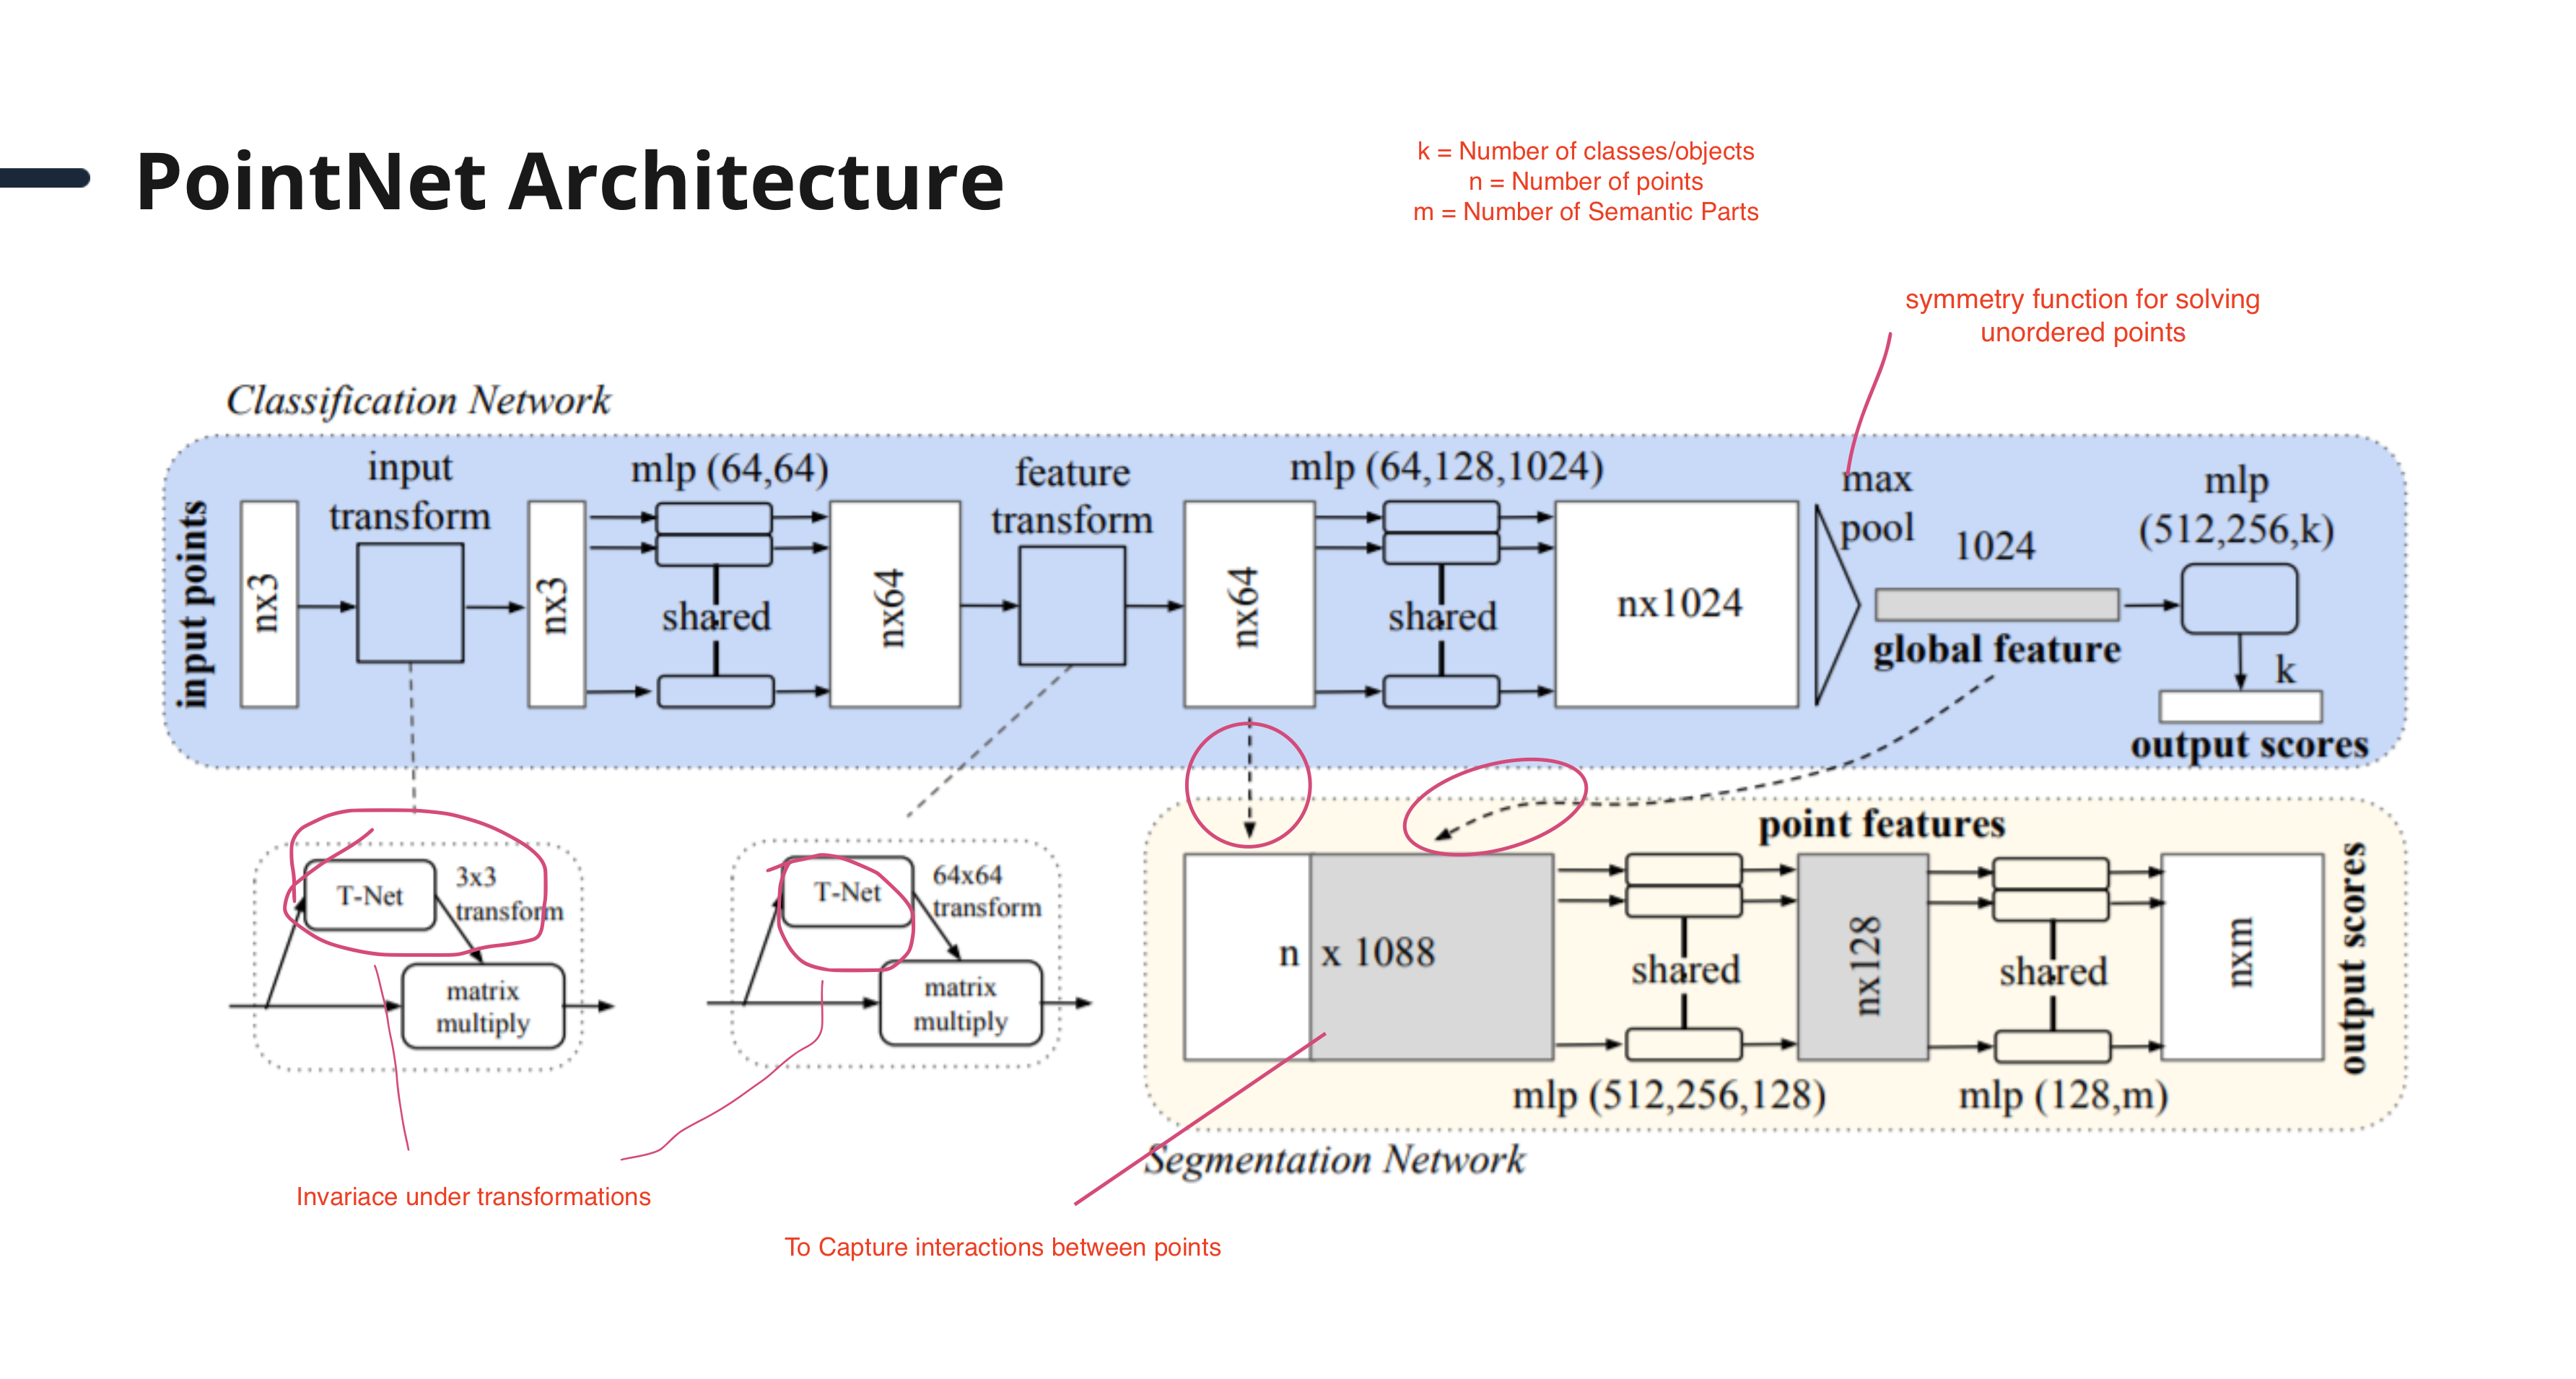 PointNet Architecture
k = Number of classes/objects
n = Number of points
m = Number of Semantic Parts
symmetry function for solving
unordered points
Classification Network
input points
nx3
input
transform
nx3
mlp (64,64)
shared
nx64
feature
transform
nx64
mlp (64,128,1024)
shared
nx1024
max
pool
1024
global feature
mlp
(512,256,k)
k
output scores
T-Net
3x3
transform
matrix
multiply
T-Net
64x64
transform
matrix
multiply
point features
n x 1088
shared
mlp (512,256,128)
nx128
shared
mlp (128,m)
nxm
output scores
Segmentation Network
Invariace under transformations
To Capture interactions between points